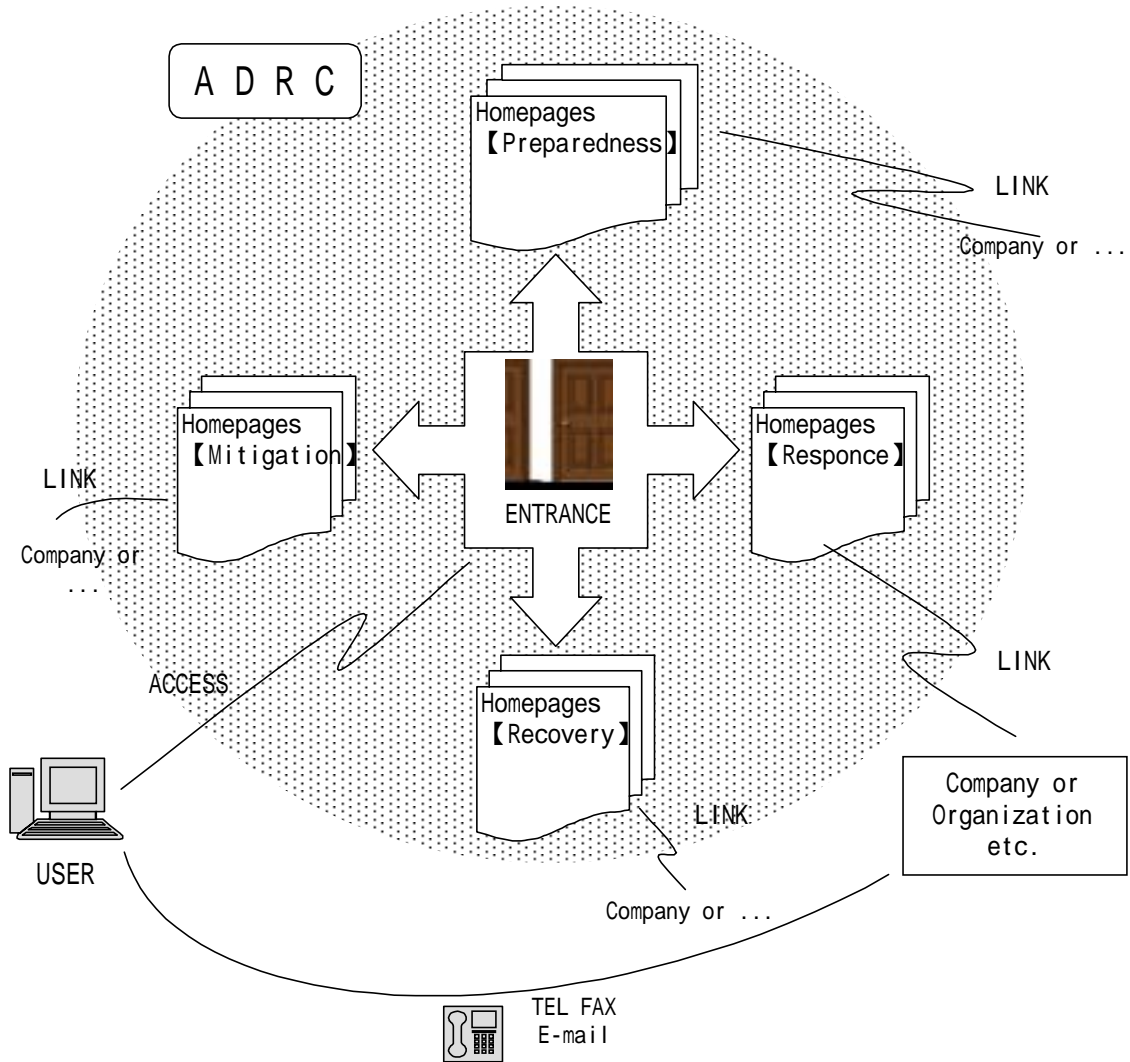 A D R C
Homepages
【Preparedness】
LINK
Company or ...
Homepages
【Mitigation】
LINK
Company or
...
ENTRANCE
Homepages
【Responce】
LINK
ACCESS
Homepages
【Recovery】
LINK
Company or ...
Company or
Organization
etc.
USER
TEL FAX
E-mail